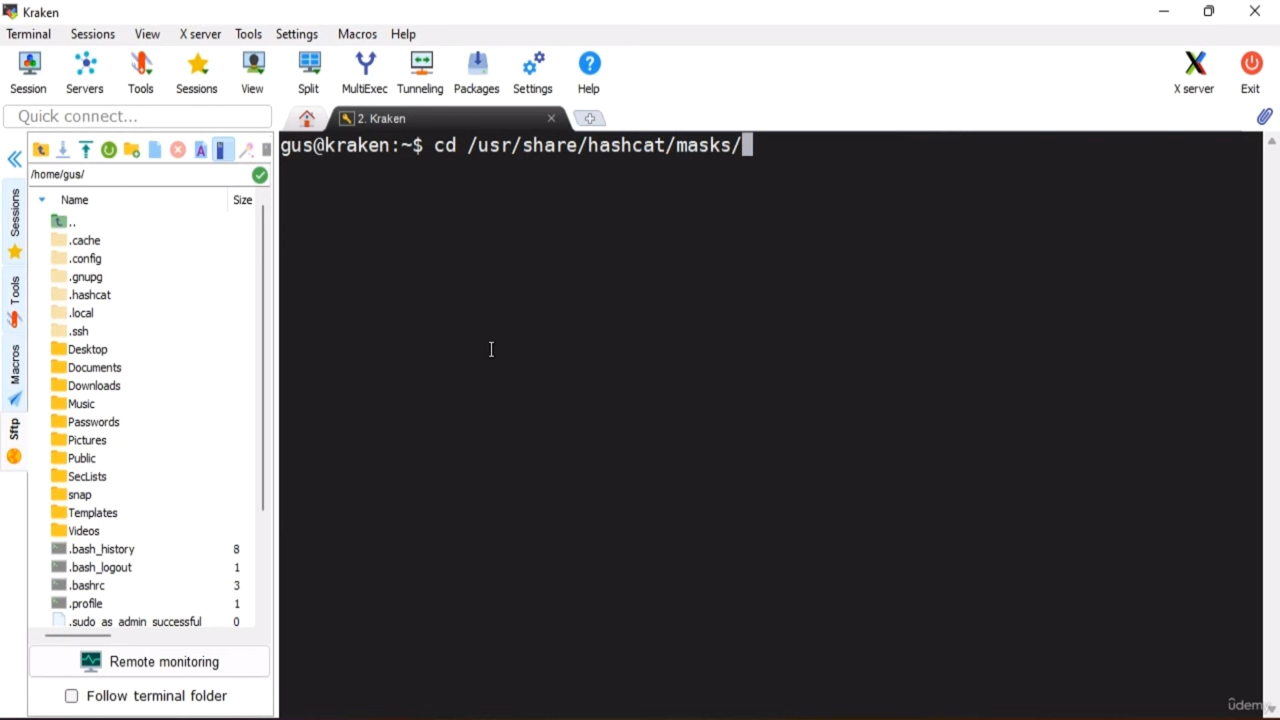 Kraken
Terminal Sessions View X server Tools Settings Macros Help
Session Servers Tools Sessions View Split MultiExec Tunneling Packages Settings Help X server Exit
Quick connect...
2. Kraken
gus@kraken:~$ cd /usr/share/hashcat/masks/
/home/gus/
Name Size
..
.cache
.config
.gnupg
.hashcat
.local
.ssh
Desktop
Documents
Downloads
Music
Passwords
Pictures
Public
SecLists
snap
Templates
Videos
.bash_history 8
.bash_logout 1
.bashrc 3
.profile 1
.sudo_as_admin_successful 0
Sessions
Tools
Macros
Sftp
Remote monitoring
Follow terminal folder